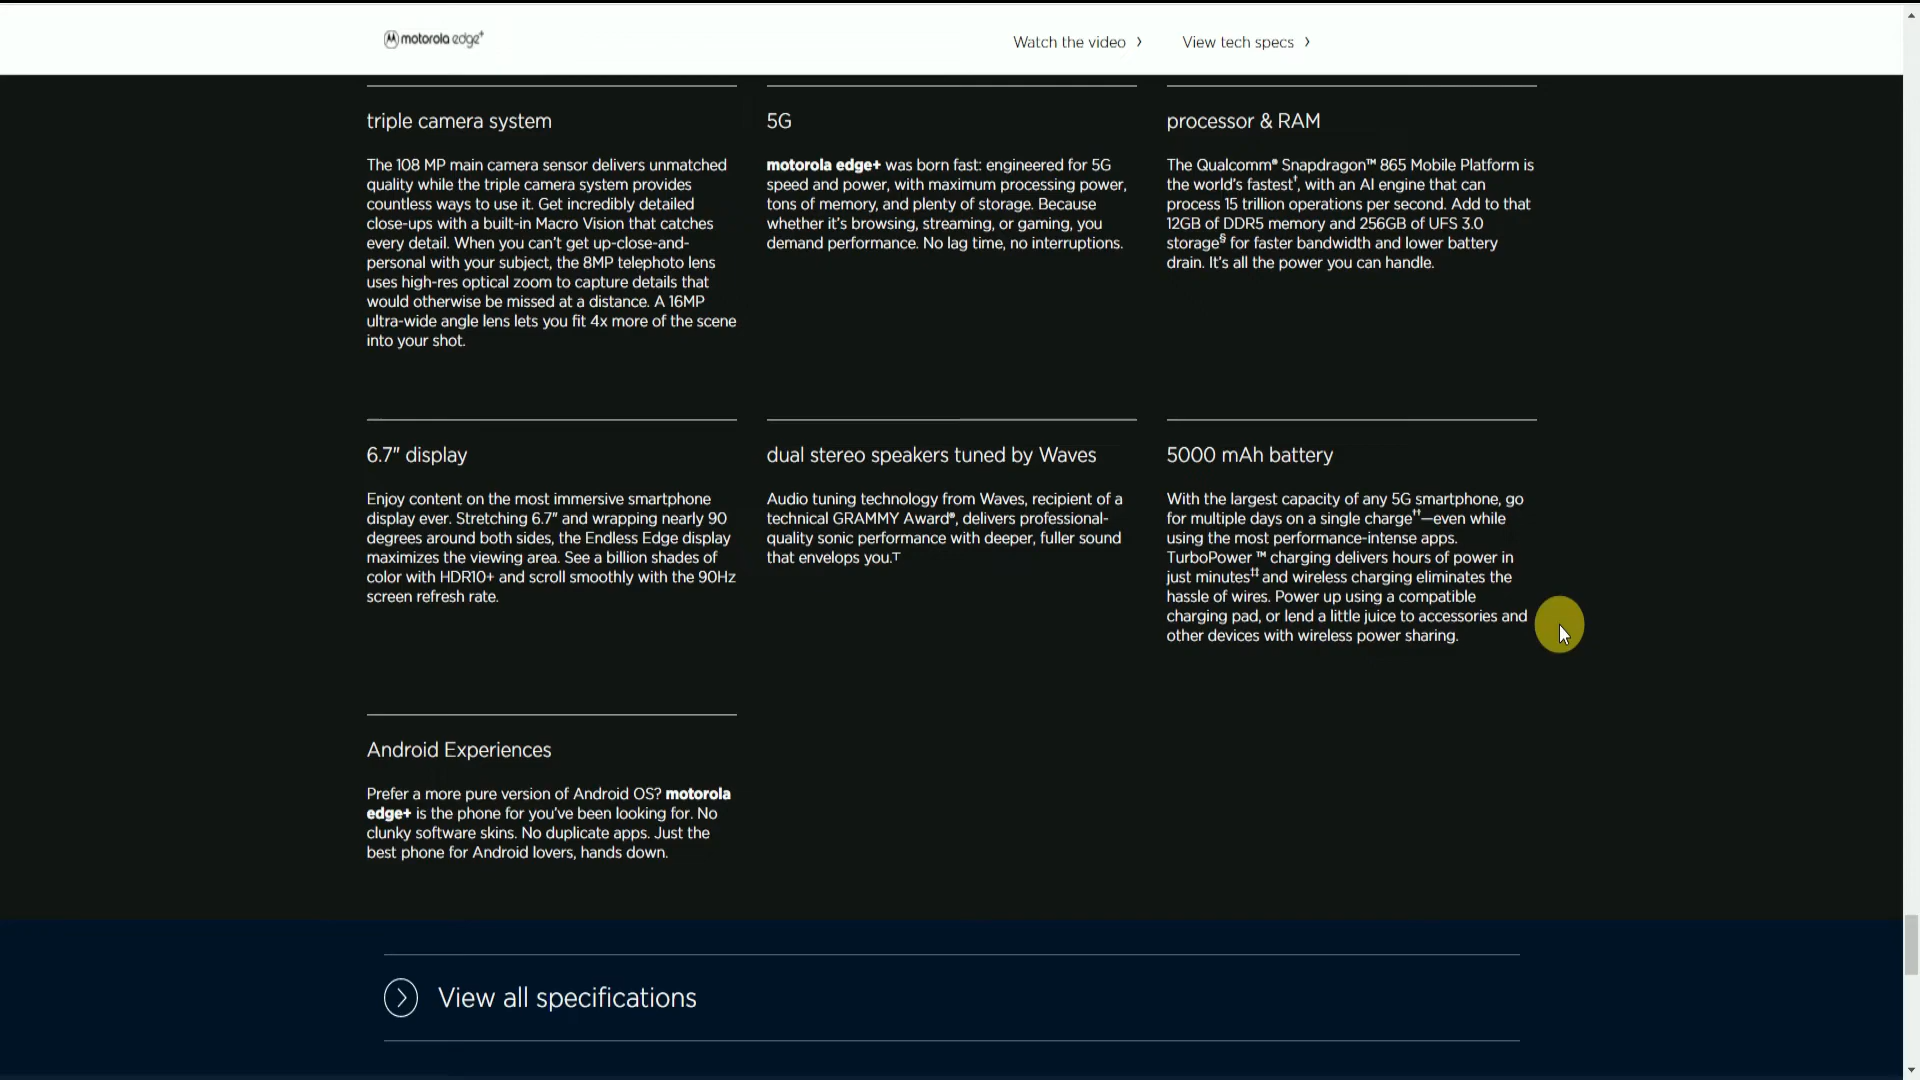 motorola edge+
Watch the video
View tech specs
triple camera system
The 108 MP main camera sensor delivers unmatched
quality while the triple camera system provides
countless ways to use it. Get incredibly detailed
close-ups with a built-in Macro Vision that catches
every detail. When you can't get up-close-and-
personal with your subject, the 8MP telephoto lens
uses high-res optical zoom to capture details that
would otherwise be missed at a distance. A 16MP
ultra-wide angle lens lets you fit 4x more of the scene
into your shot.
5G
motorola edge+ was born fast: engineered for 5G
speed and power, with maximum processing power,
tons of memory, and plenty of storage. Because
whether it's browsing, streaming, or gaming, you
demand performance. No lag time, no interruptions.
processor & RAM
The Qualcomm® Snapdragon™ 865 Mobile Platform is
the world's fastest†, with an AI engine that can
process 15 trillion operations per second. Add to that
12GB of DDR5 memory and 256GB of UFS 3.0
storage§ for faster bandwidth and lower battery
drain. It's all the power you can handle.
6.7" display
Enjoy content on the most immersive smartphone
display ever. Stretching 6.7" and wrapping nearly 90
degrees around both sides, the Endless Edge display
maximizes the viewing area. See a billion shades of
color with HDR10+ and scroll smoothly with the 90Hz
screen refresh rate.
dual stereo speakers tuned by Waves
Audio tuning technology from Waves, recipient of a
technical GRAMMY Award®, delivers professional-
quality sonic performance with deeper, fuller sound
that envelops you.⊤
5000 mAh battery
With the largest capacity of any 5G smartphone, go
for multiple days on a single charge††—even while
using the most performance-intense apps.
TurboPower ™ charging delivers hours of power in
just minutes‡‡ and wireless charging eliminates the
hassle of wires. Power up using a compatible
charging pad, or lend a little juice to accessories and
other devices with wireless power sharing.
Android Experiences
Prefer a more pure version of Android OS? motorola
edge+ is the phone for you've been looking for. No
clunky software skins. No duplicate apps. Just the
best phone for Android lovers, hands down.
View all specifications